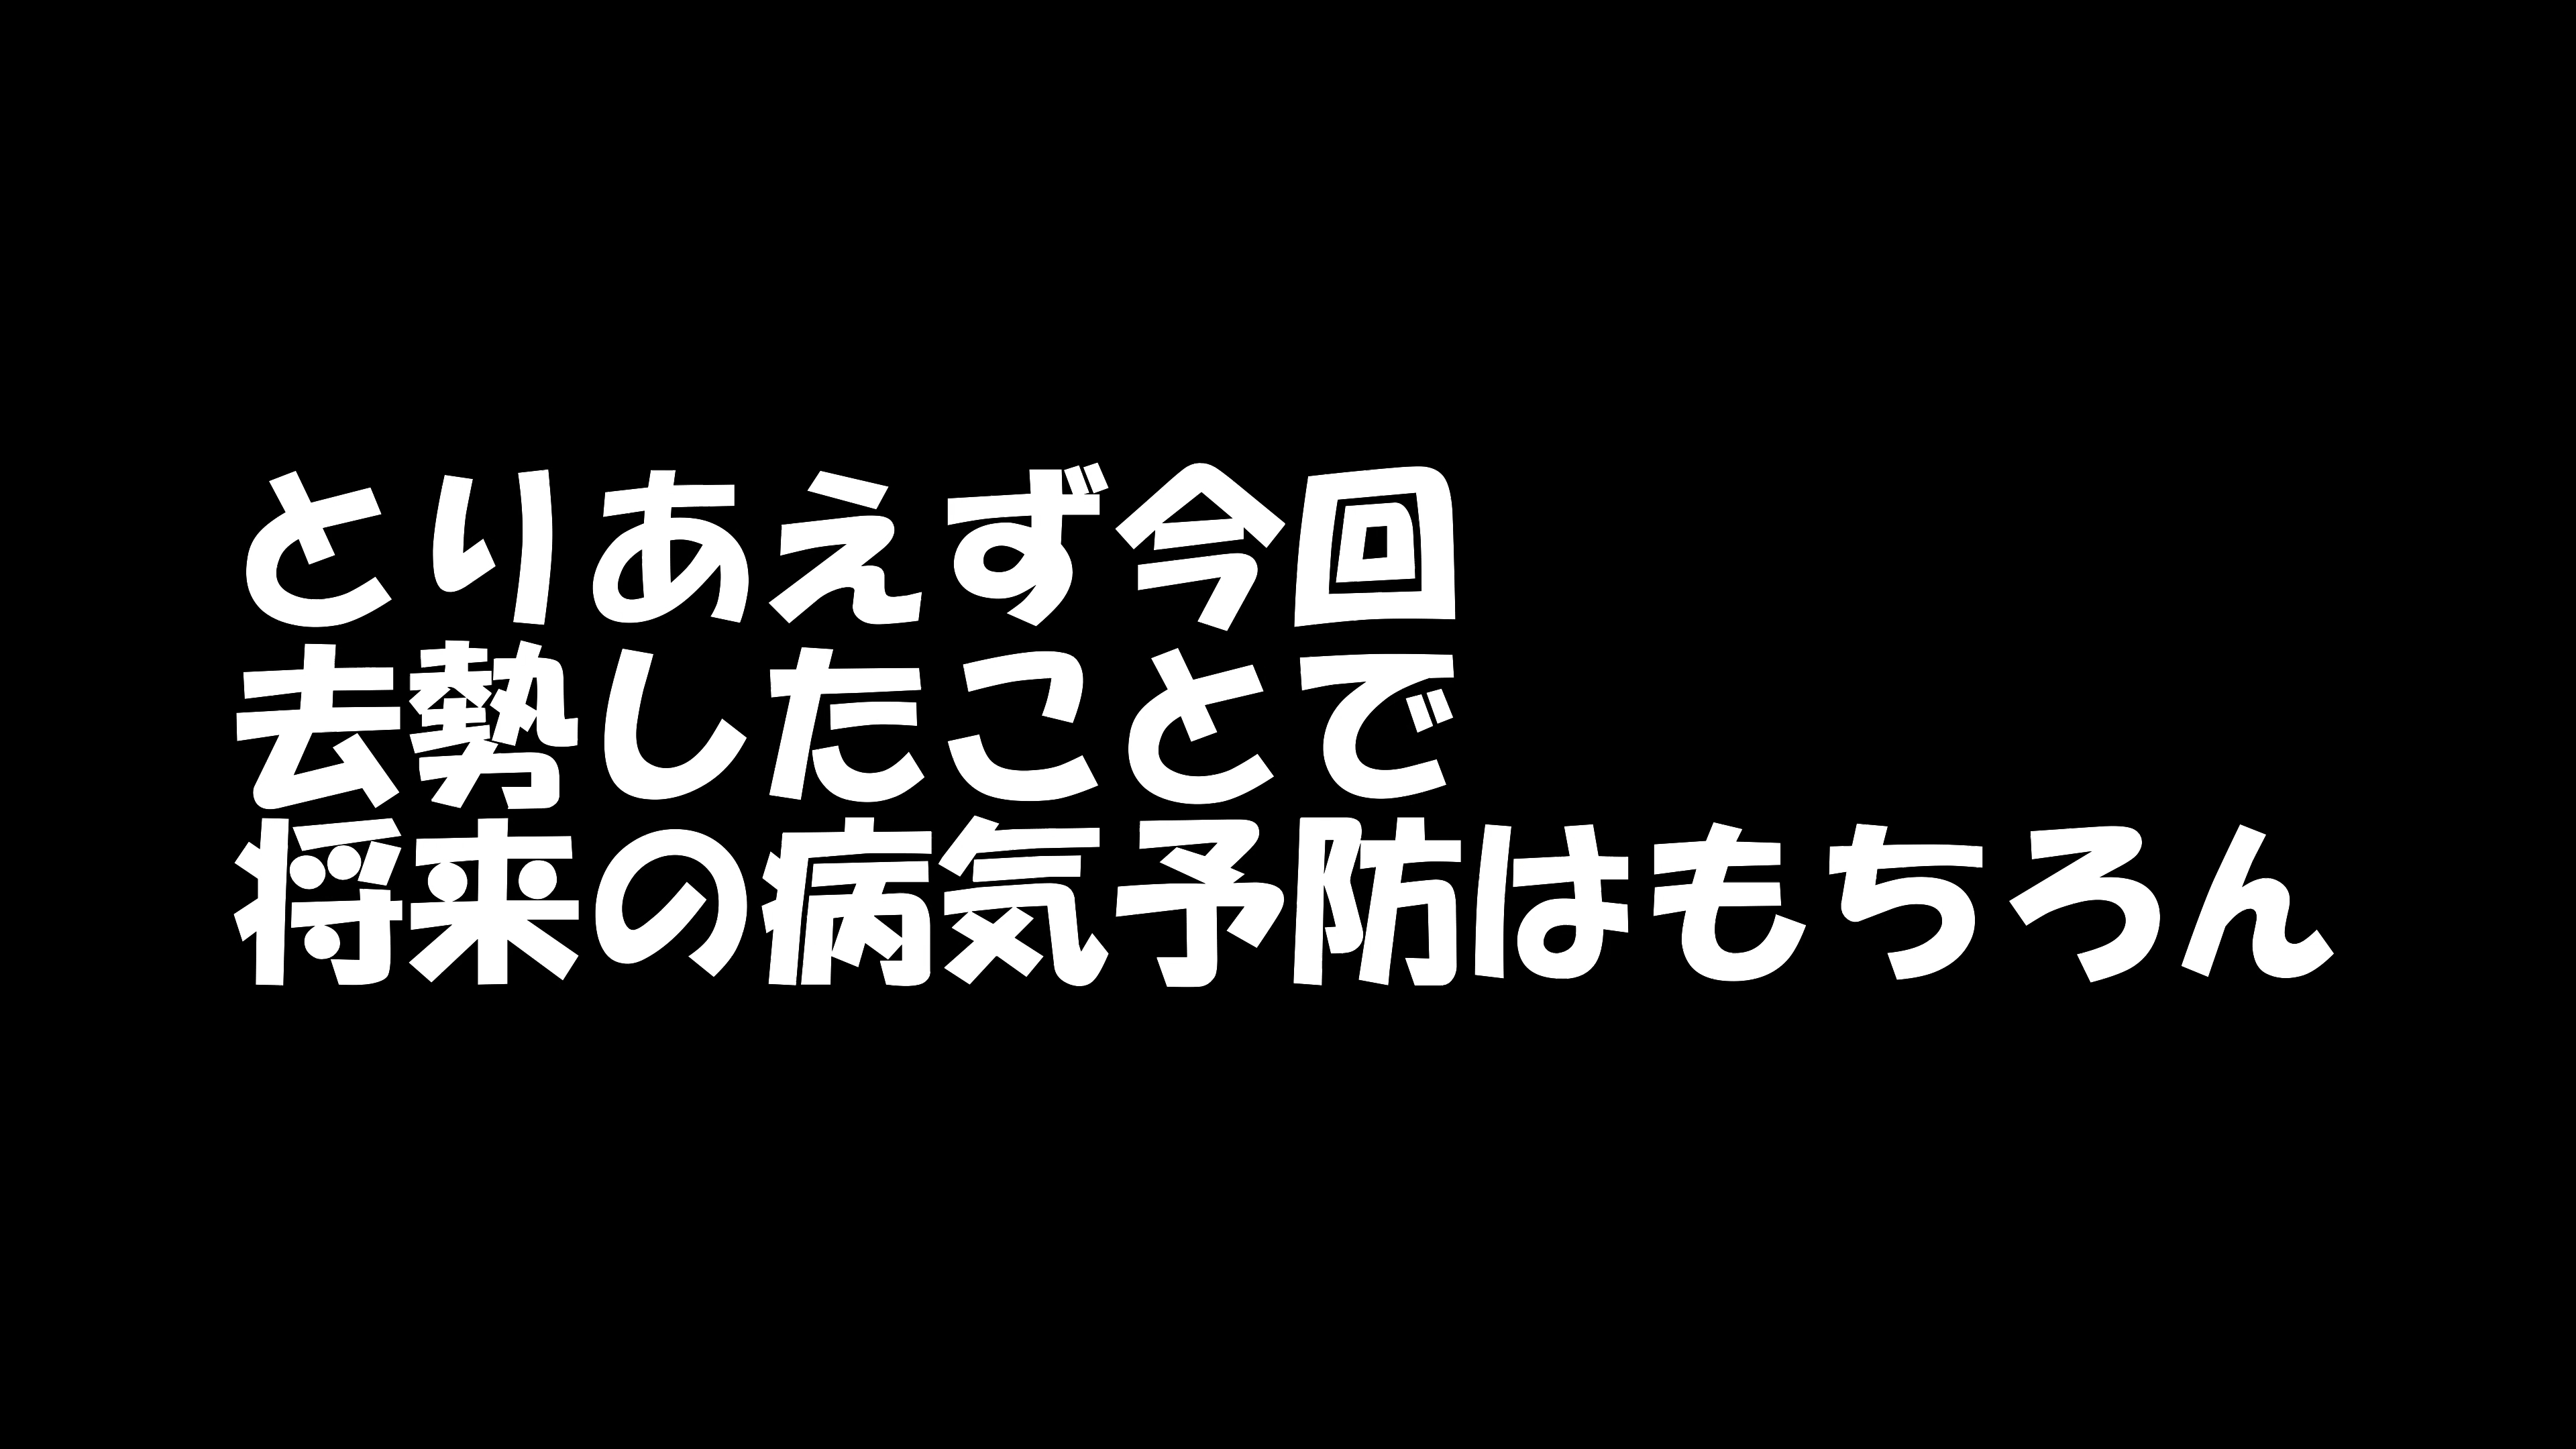 とりあえず今回
去勢したことで
将来の病気予防はもちろん